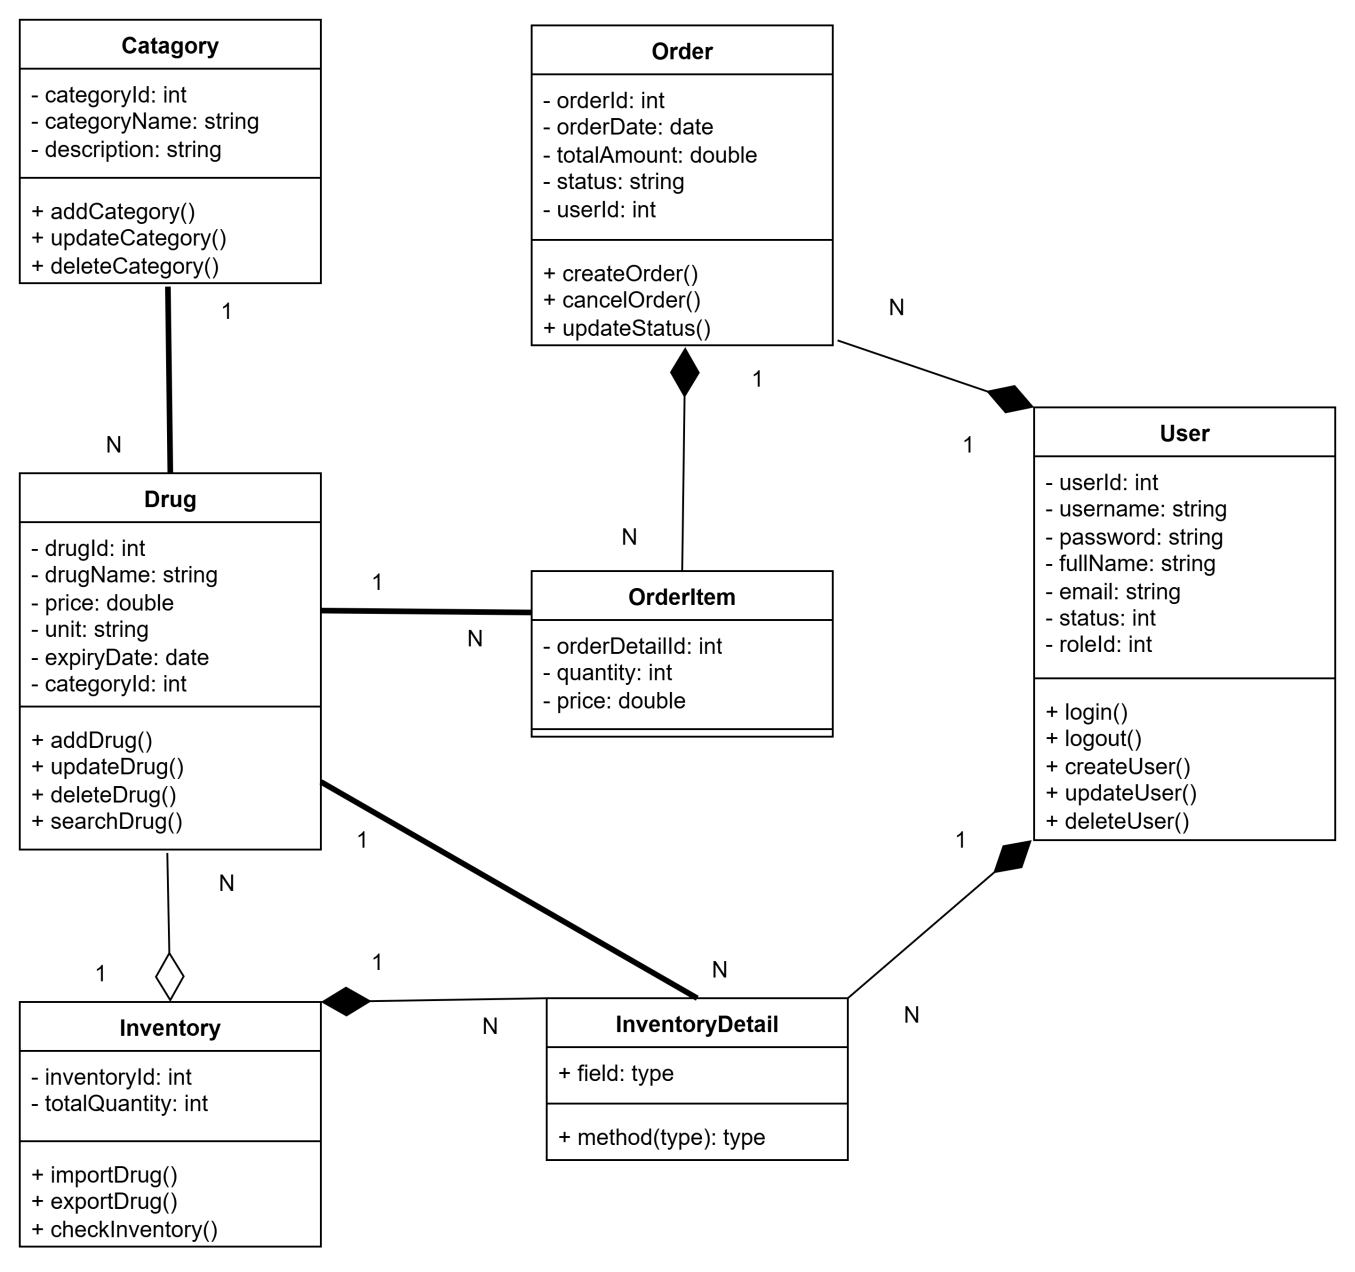 Catagory
- categoryId: int
- categoryName: string
- description: string
+ addCategory()
+ updateCategory()
+ deleteCategory()
1
N
Order
- orderId: int
- orderDate: date
- totalAmount: double
- status: string
- userId: int
+ createOrder()
+ cancelOrder()
+ updateStatus()
N
1
1
N
User
- userId: int
- username: string
- password: string
- fullName: string
- email: string
- status: int
- roleId: int
+ login()
+ logout()
+ createUser()
+ updateUser()
+ deleteUser()
Drug
- drugId: int
- drugName: string
- price: double
- unit: string
- expiryDate: date
- categoryId: int
+ addDrug()
+ updateDrug()
+ deleteDrug()
+ searchDrug()
1
N
OrderItem
- orderDetailId: int
- quantity: int
- price: double
1
N
1
N
N
1
1
N
Inventory
- inventoryId: int
- totalQuantity: int
+ importDrug()
+ exportDrug()
+ checkInventory()
InventoryDetail
+ field: type
+ method(type): type